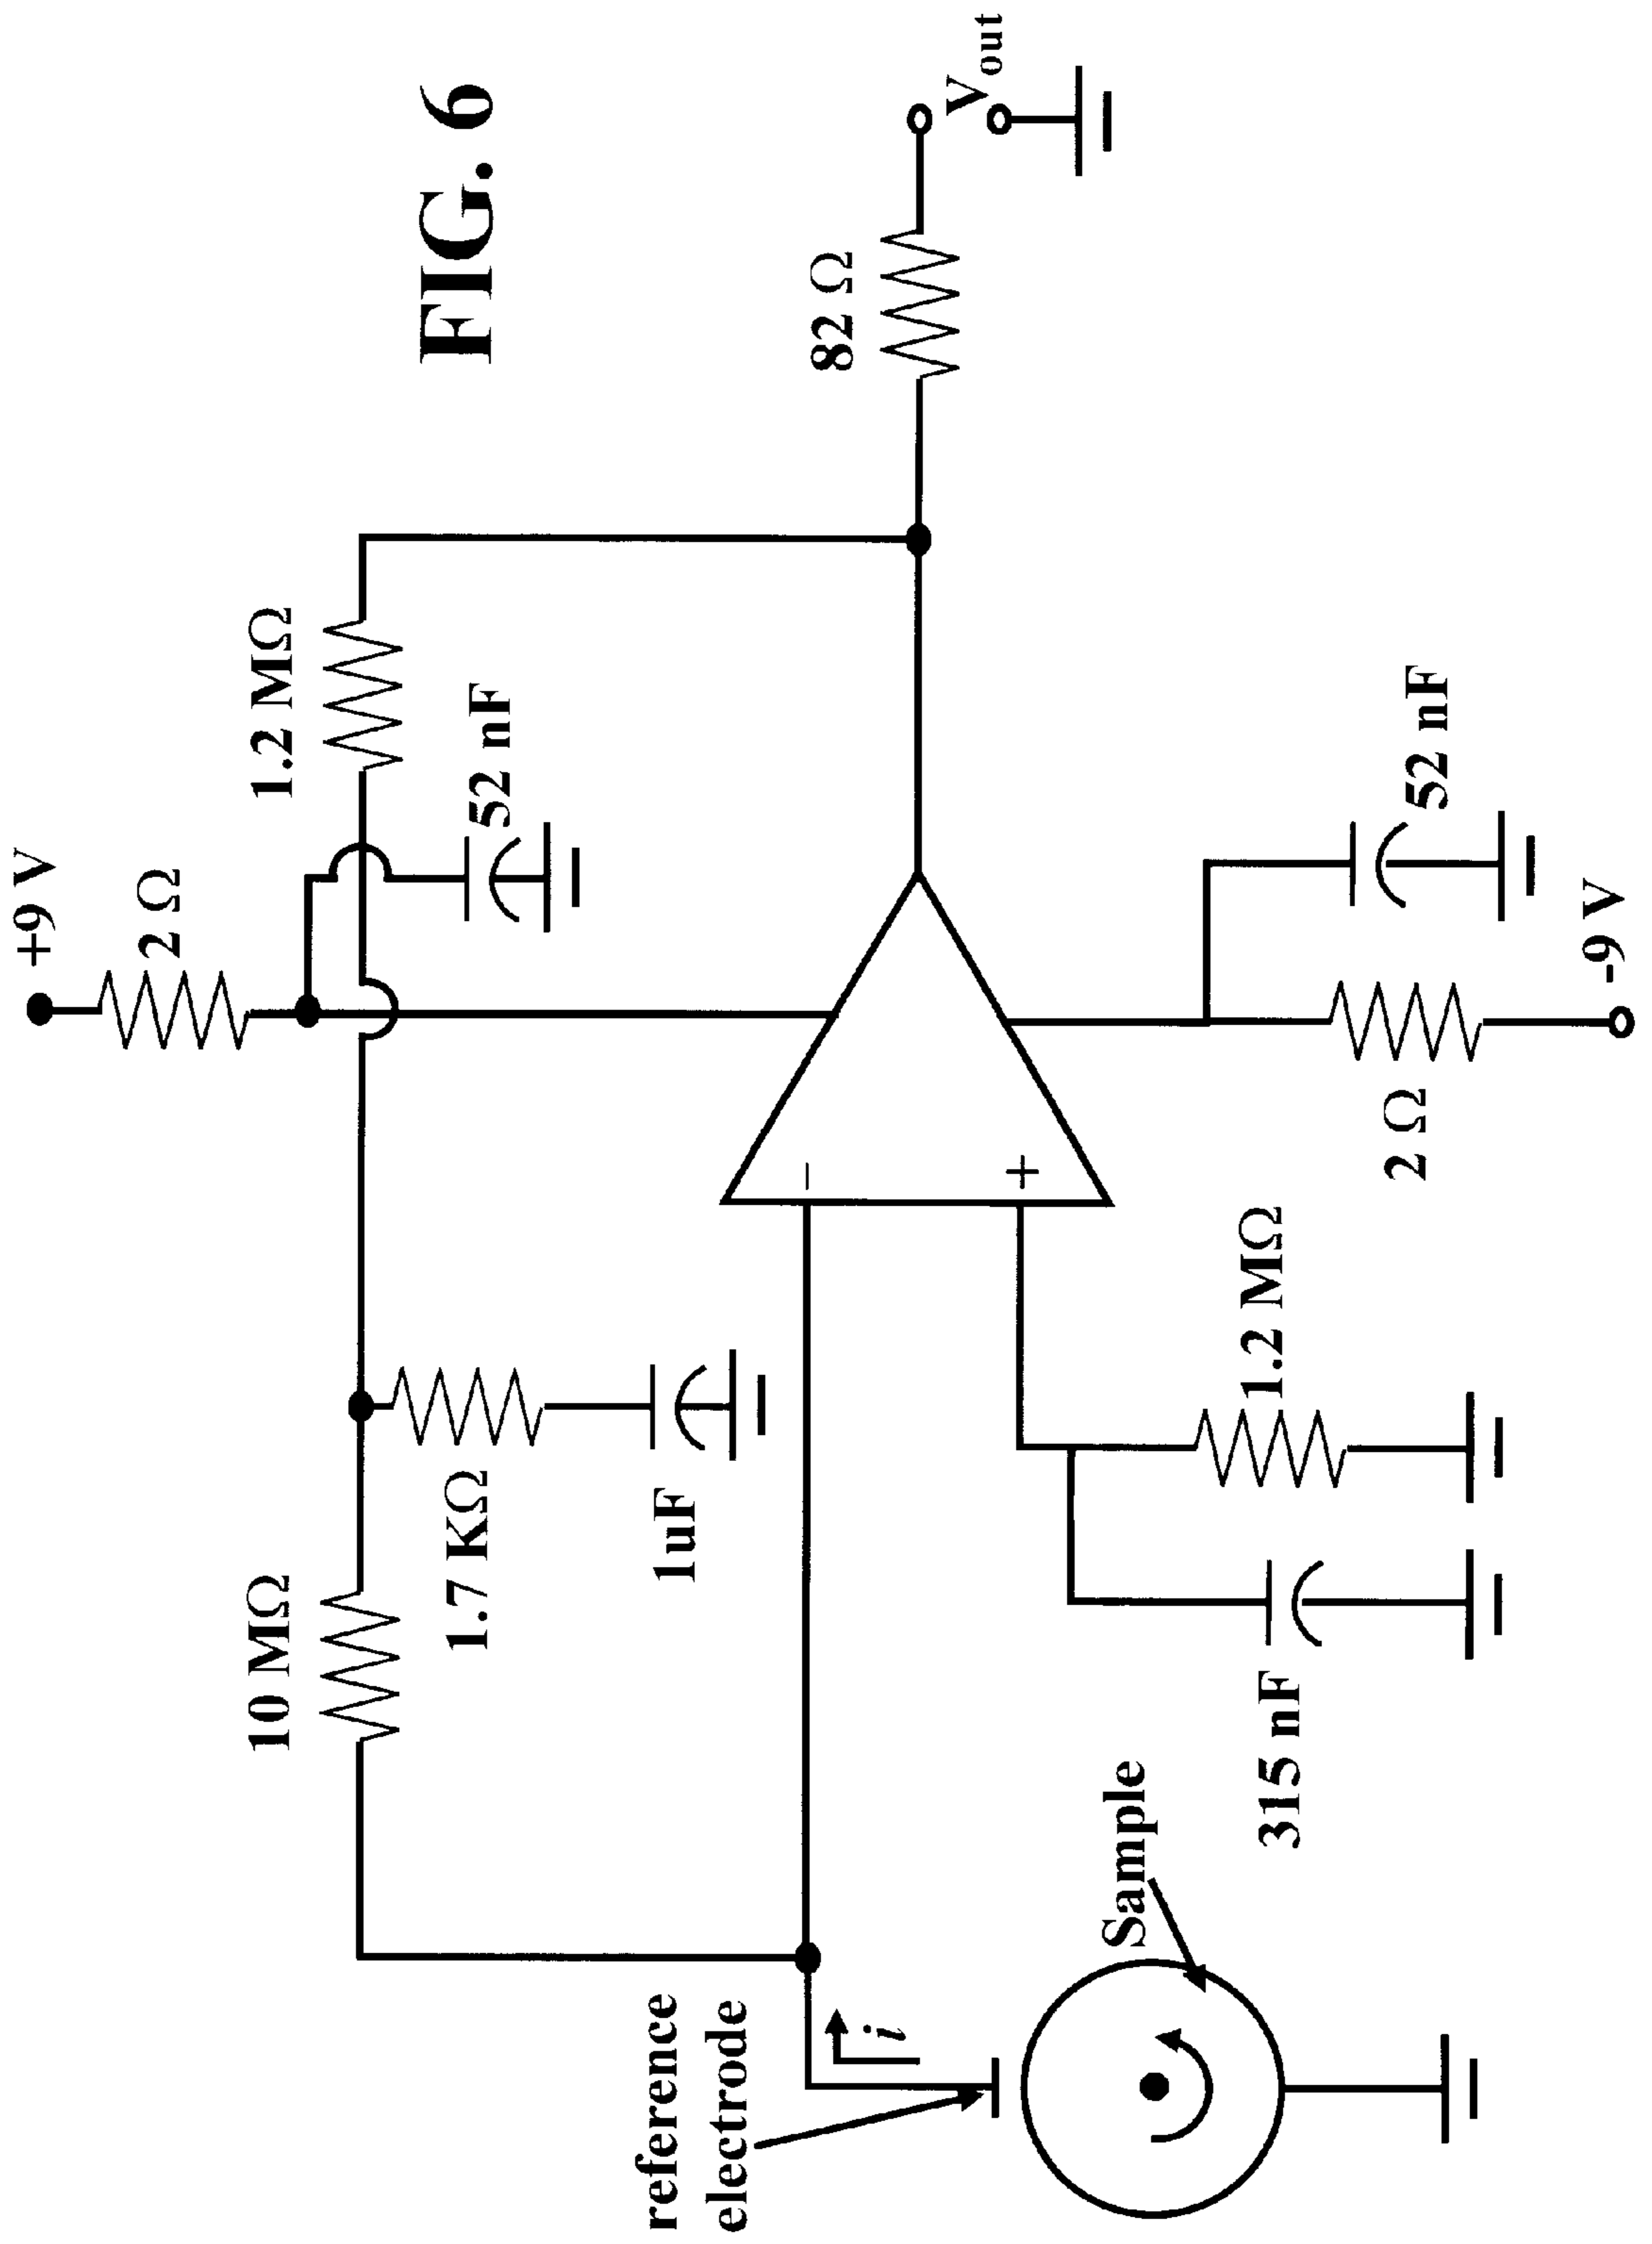 FIG. 6
+9 V
2 Ω
10 MΩ
1.2 MΩ
1.7 KΩ
52 nF
1uF
reference
electrode
i
−
+
82 Ω
Vout
Sample
315 nF
1.2 MΩ
2 Ω
52 nF
-9 V